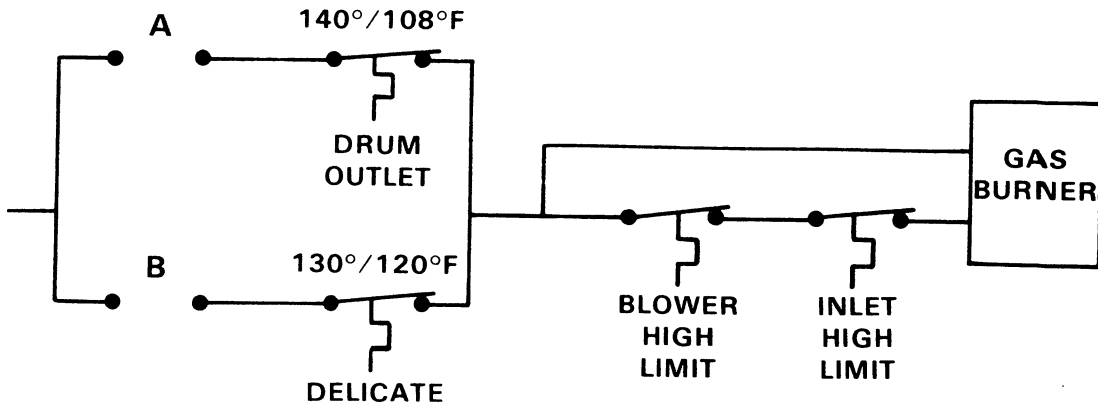 A
140°/108°F
DRUM
OUTLET
GAS
BURNER
B
130°/120°F
DELICATE
BLOWER
HIGH
LIMIT
INLET
HIGH
LIMIT